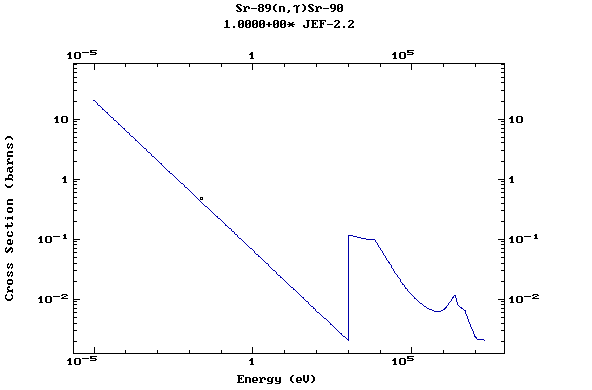 Sr-89(n,γ)Sr-90
1.0000+00* JEF-2.2
10⁻⁵ 1 10⁵
10 10
1 1
10⁻¹ 10⁻¹
10⁻² 10⁻²
Cross Section (barns)
10⁻⁵ 1 10⁵
Energy (eV)